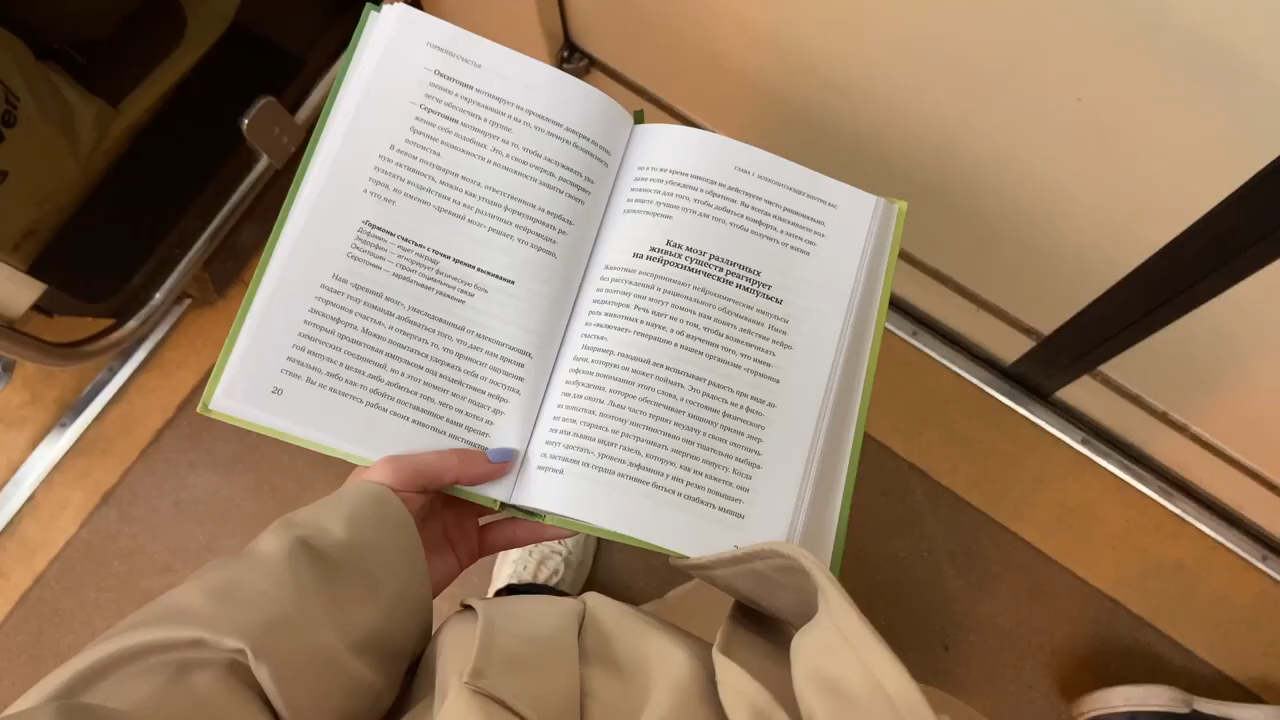 ГОРМОНЫ СЧАСТЬЯ
— Окситоцин мотивирует на проявление доверия по отно-
шению к окружающим и на то, что личную безопасность
легче обеспечить в группе.
— Серотонин мотивирует на то, чтобы заслуживать ува-
жение себе подобных. Это, в свою очередь, расширяет
брачные возможности и возможности защиты своего
потомства.
В левом полушарии мозга, ответственном за вербаль-
ную активность, можно как угодно формулировать ре-
зультаты воздействия на вас различных нейромедиа-
торов, но именно «древний мозг» решает, что хорошо,
а что нет.
«Гормоны счастья» с точки зрения выживания
Дофамин — ищет награду
Эндорфин — игнорирует физическую боль
Окситоцин — строит социальные связи
Серотонин — зарабатывает уважение
Наш «древний мозг», унаследованный от млекопитающих,
подает телу команды добиваться того, что дает нам прилив
«гормонов счастья», и отвергать то, что приносит ощущение
дискомфорта. Можно попытаться удержать себя от поступка,
который продиктован импульсом под воздействием нейро-
химических соединений, но в этот момент мозг подаст дру-
гой импульс в целях либо добиться того, чего он хотел из-
начально, либо как-то обойти поставленное вами препят-
ствие. Вы не являетесь рабом своих животных инстинктов,
20
ГЛАВА 1. МЛЕКОПИТАЮЩЕЕ ВНУТРИ ВАС
но в то же время никогда не действуете чисто рационально,
даже если убеждены в обратном. Вы всегда изыскиваете воз-
можности для того, чтобы добиться комфорта, а затем сно-
ва ищете лучшие пути для того, чтобы получить от жизни
удовлетворение.
Как мозг различных
живых существ реагирует
на нейрохимические импульсы
Животные воспринимают нейрохимические импульсы
без рассуждений и рационального обдумывания. Имен-
но поэтому они могут помочь нам понять действие нейро-
медиаторов. Речь идет не о том, чтобы возвеличивать
роль животных в науке, а об изучении того, что имен-
но «включает» генерацию в нашем организме «гормонов
счастья».
Например, голодный лев испытывает радость при виде до-
бычи, которую он может поймать. Это радость не в фило-
софском понимании этого слова, а состояние физического
возбуждения, которое обеспечивает хищнику прилив энер-
гии для охоты. Львы часто терпят неудачу в своих охотничь-
их попытках, поэтому инстинктивно они тщательно выбира-
ют цели, стараясь не растрачивать энергию попусту. Когда
лев или львица видят газель, которую, как им кажется, они
могут «достать», уровень дофамина у них резко повышает-
ся, заставляя их сердца активнее биться и снабжать мышцы
энергией.